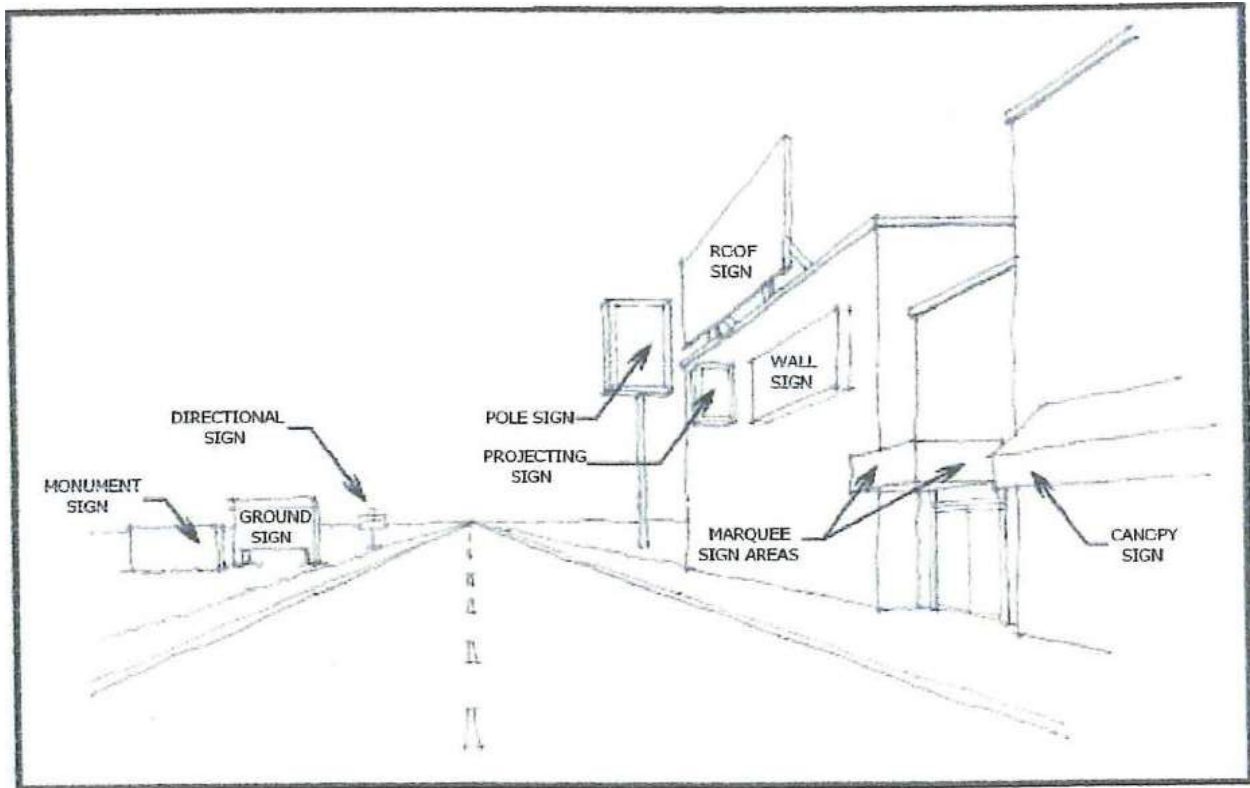 ROOF
SIGN
WALL
SIGN
POLE SIGN
DIRECTIONAL
SIGN
PROJECTING
SIGN
MONUMENT
SIGN
GROUND
SIGN
MARQUEE
SIGN AREAS
CANOPY
SIGN